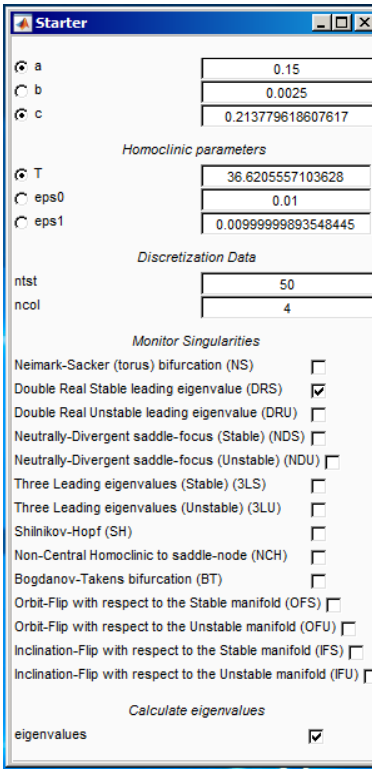 Starter
a 0.15
b 0.0025
c 0.213779618607617
Homoclinic parameters
T 36.6205557103628
eps0 0.01
eps1 0.00999999893548445
Discretization Data
ntst 50
ncol 4
Monitor Singularities
Neimark-Sacker (torus) bifurcation (NS)
Double Real Stable leading eigenvalue (DRS)
Double Real Unstable leading eigenvalue (DRU)
Neutrally-Divergent saddle-focus (Stable) (NDS)
Neutrally-Divergent saddle-focus (Unstable) (NDU)
Three Leading eigenvalues (Stable) (3LS)
Three Leading eigenvalues (Unstable) (3LU)
Shilnikov-Hopf (SH)
Non-Central Homoclinic to saddle-node (NCH)
Bogdanov-Takens bifurcation (BT)
Orbit-Flip with respect to the Stable manifold (OFS)
Orbit-Flip with respect to the Unstable manifold (OFU)
Inclination-Flip with respect to the Stable manifold (IFS)
Inclination-Flip with respect to the Unstable manifold (IFU)
Calculate eigenvalues
eigenvalues